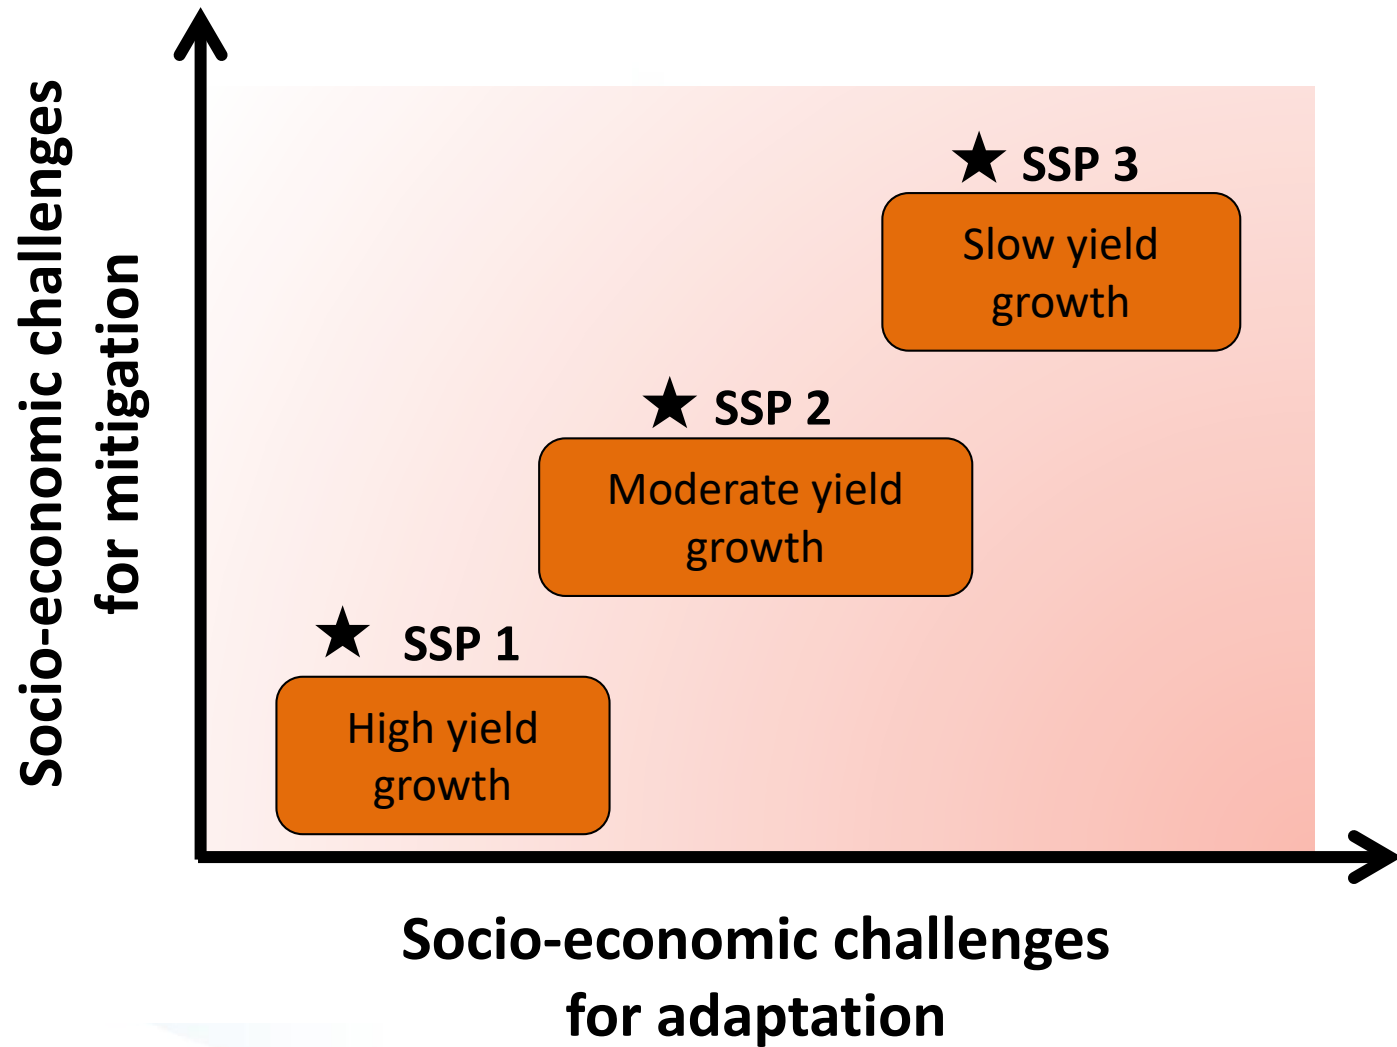 Socio-economic challenges
for mitigation
SSP 3
Slow yield
growth
SSP 2
Moderate yield
growth
SSP 1
High yield
growth
Socio-economic challenges
for adaptation